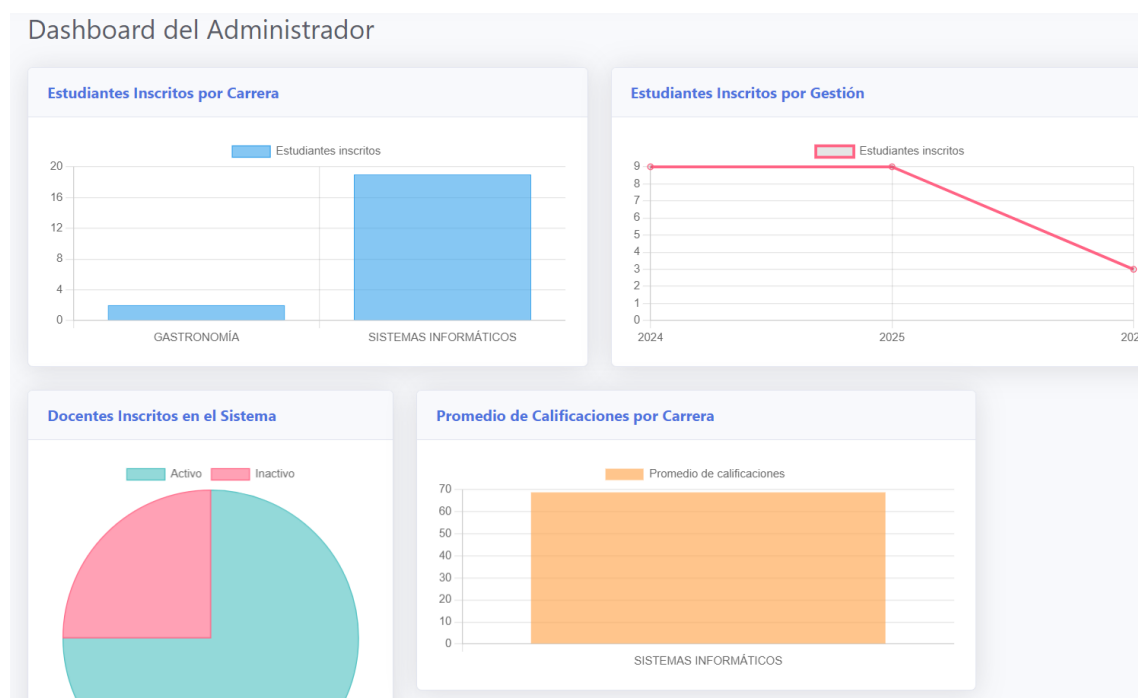 Dashboard del Administrador
Estudiantes Inscritos por Carrera
Estudiantes inscritos
20
16
12
8
4
0
GASTRONOMÍA
SISTEMAS INFORMÁTICOS
Estudiantes Inscritos por Gestión
Estudiantes inscritos
9
8
7
6
5
4
3
2
1
0
2024
2025
202
Docentes Inscritos en el Sistema
Activo
Inactivo
Promedio de Calificaciones por Carrera
Promedio de calificaciones
70
60
50
40
30
20
10
0
SISTEMAS INFORMÁTICOS